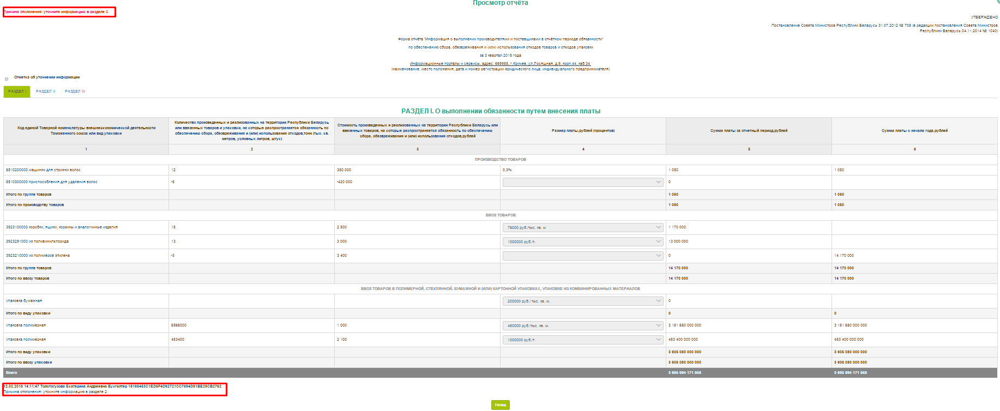 Просмотр отчёта
Причина отклонения: уточните информацию в разделе 2.
УТВЕРЖДЕНО
Постановление Совета Министров Республики Беларусь 31.07.2012 № 708 (в редакции постановления Совета Министров
Республики Беларусь 04.11.2014 № 1040)
Форма отчёта "Информация о выполнении производителями и поставщиками в отчётном периоде обязанности"
по обеспечению сбора, обезвреживания и (или) использования отходов товаров и отходов упаковки
за 3 квартал 2015 года
Информационные порталы и сервисы, адрес: 669955, г.Кричев, ул.Лосяшная, д.9, корп.44, каб.34
(наименование, место положения, дата и номер регистрации юридического лица, индивидуального предпринимателя)
Отметка об уточнении информации
РАЗДЕЛ I РАЗДЕЛ II РАЗДЕЛ III
РАЗДЕЛ I. О выполнении обязанности путем внесения платы
Код единой Товарной номенклатуры внешнеэкономической деятельности
Таможенного союза или вид упаковки
Количество произведенных и реализованных на территории Республики Беларусь
или ввезенных товаров и упаковки, на которые распространяется обязанность по
обеспечению сбора, обезвреживания и (или) использования отходов,тонн (тыс. кв.
метров, условных литров, штук)
Стоимость произведенных и реализованных на территории Республики Беларусь или
ввезенных товаров, на которые распространяется обязанность по обеспечению
сбора, обезвреживания и (или) использования отходов,рублей
Размер платы,рублей (процентов)
Сумма платы за отчетный период,рублей
Сумма платы с начала года,рублей
1 2 3 4 5 6
ПРОИЗВОДСТВО ТОВАРОВ
8510200000 машинки для стрижки волос 12 350 000 0.3% 1 050 1 050
8510300000 приспособления для удаления волос -5 -420 000 0
Итого по группе товаров 1 050 1 050
Итого по производству товаров 1 050 1 050
ВВОЗ ТОВАРОВ
3923100000 коробки, ящики, корзины и аналогичные изделия 15 2 500 78000 руб./тыс. кв. м 1 170 000
3923291000 из поливинилхлорида 13 3 000 1000000 руб./т. 13 000 000
3923210000 из полимеров этилена -3 3 400 0 14 170 000
Итого по группе товаров 14 170 000 14 170 000
Итого по ввозу товаров 14 170 000 14 170 000
ВВОЗ ТОВАРОВ В ПОЛИМЕРНОЙ, СТЕКЛЯННОЙ, БУМАЖНОЙ И (ИЛИ) КАРТОННОЙ УПАКОВКАХ, УПАКОВКЕ ИЗ КОМБИНИРОВАННЫХ МАТЕРИАЛОВ
Упаковка бумажная 200000 руб./ тыс. кв. м. 0
Итого по виду упаковки 0 0
Упаковка полимерная 6566000 1 000 480000 руб./тыс. кв. м. 3 151 680 000 000 3 151 680 000 000
Упаковка полимерная 453400 2 100 1000000 руб./т. 453 400 000 000 453 400 000 000
Итого по виду упаковки 3 605 080 000 000 3 605 080 000 000
Итого по ввозу упаковки 3 605 080 000 000 3 605 080 000 000
Всего 3 605 094 171 050 3 605 094 171 050
12.02.2016 14:11:47 Толстогузова Екатерина Андреевна Бухгалтер
Причина отклонения: уточните информацию в разделе 2.
Назад